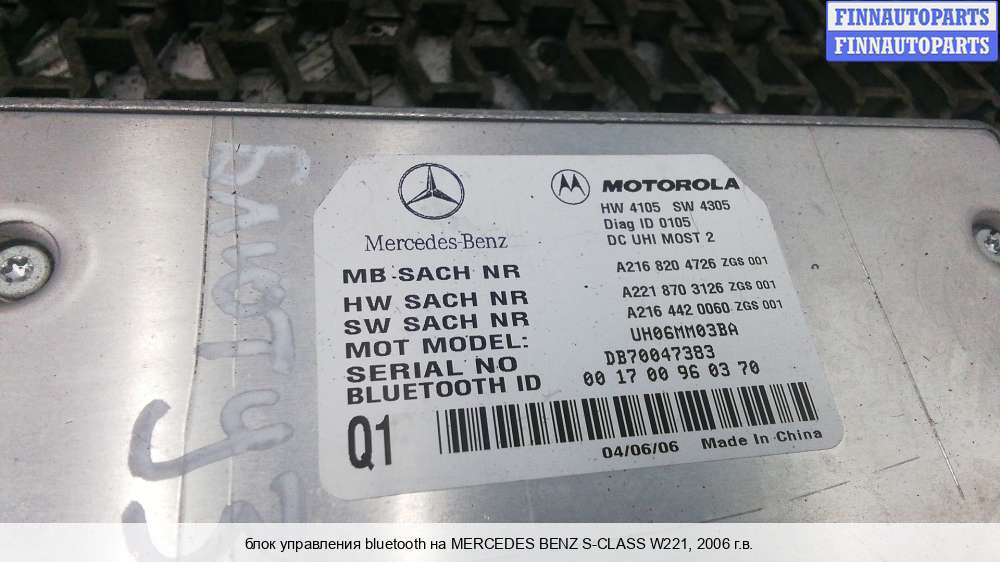 FINNAUTOPARTS
FINNAUTOPARTS
БЛЮТУЗ
Mercedes-Benz
MOTOROLA
HW 4105 SW 4305
Diag ID 0105
DC UHI MOST 2
MB SACH NR A216 820 4726 ZGS 001
HW SACH NR A221 870 3126 ZGS 001
SW SACH NR A216 442 0060 ZGS 001
MOT MODEL: UH06MM03BA
SERIAL NO DB70047383
BLUETOOTH ID 00 17 00 96 03 70
Q1
04/06/06 Made In China
блок управления bluetooth на MERCEDES BENZ S-CLASS W221, 2006 г.в.